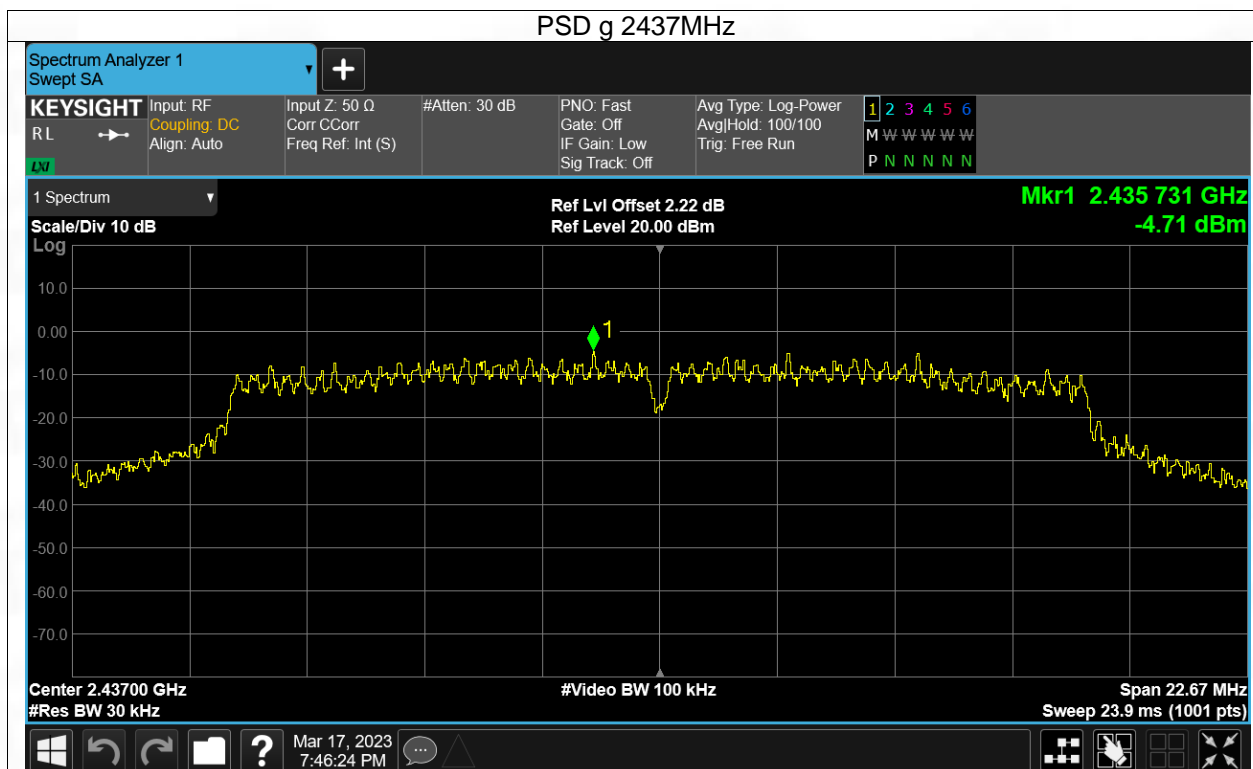 PSD g 2437MHz
Spectrum Analyzer 1
Swept SA
KEYSIGHT
R L
LXI
Input: RF
Coupling: DC
Align: Auto
Input Z: 50 Ω
Corr CCorr
Freq Ref: Int (S)
#Atten: 30 dB
PNO: Fast
Gate: Off
IF Gain: Low
Sig Track: Off
Avg Type: Log-Power
Avg|Hold: 100/100
Trig: Free Run
1 2 3 4 5 6
M W W W W W
P N N N N N
1 Spectrum
Scale/Div 10 dB
Log
Ref Lvl Offset 2.22 dB
Ref Level 20.00 dBm
Mkr1 2.435 731 GHz
-4.71 dBm
10.0
0.00
1
-10.0
-20.0
-30.0
-40.0
-50.0
-60.0
-70.0
Center 2.43700 GHz
#Res BW 30 kHz
#Video BW 100 kHz
Span 22.67 MHz
Sweep 23.9 ms (1001 pts)
?
Mar 17, 2023
7:46:24 PM